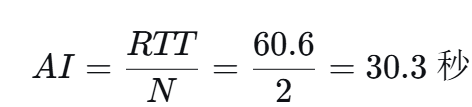 AI = RTT / N = 60.6 / 2 = 30.3 秒